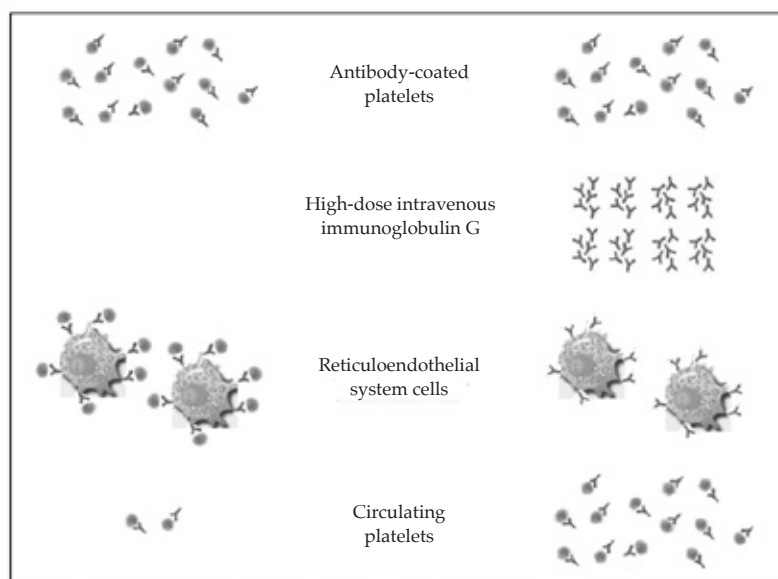 Antibody-coated
platelets
High-dose intravenous
immunoglobulin G
Reticuloendothelial
system cells
Circulating
platelets